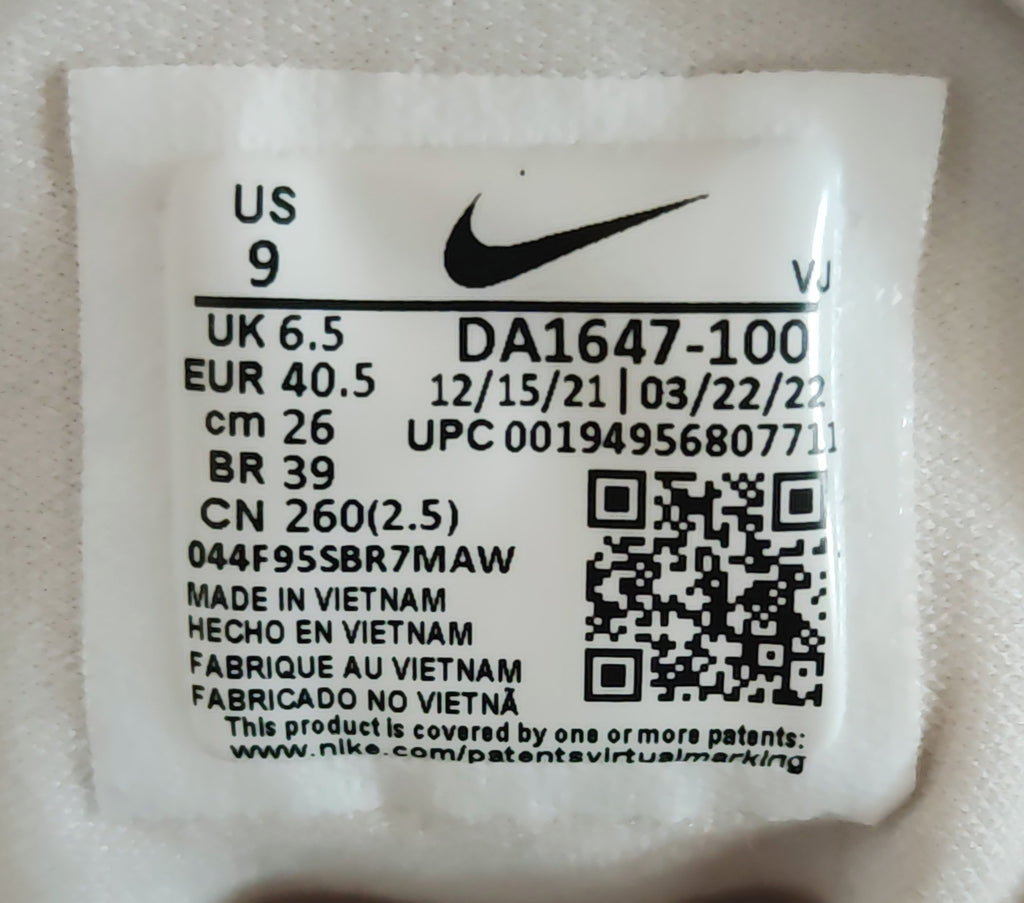 US
9
VJ
UK 6.5
DA1647-100
EUR 40.5
12/15/21 | 03/22/22
cm 26
UPC 00194956807711
BR 39
CN 260(2.5)
044F95SBR7MAW
MADE IN VIETNAM
HECHO EN VIETNAM
FABRIQUE AU VIETNAM
FABRICADO NO VIETNÃ
This product is covered by one or more patents:
www.nike.com/patentsvirtualmarking